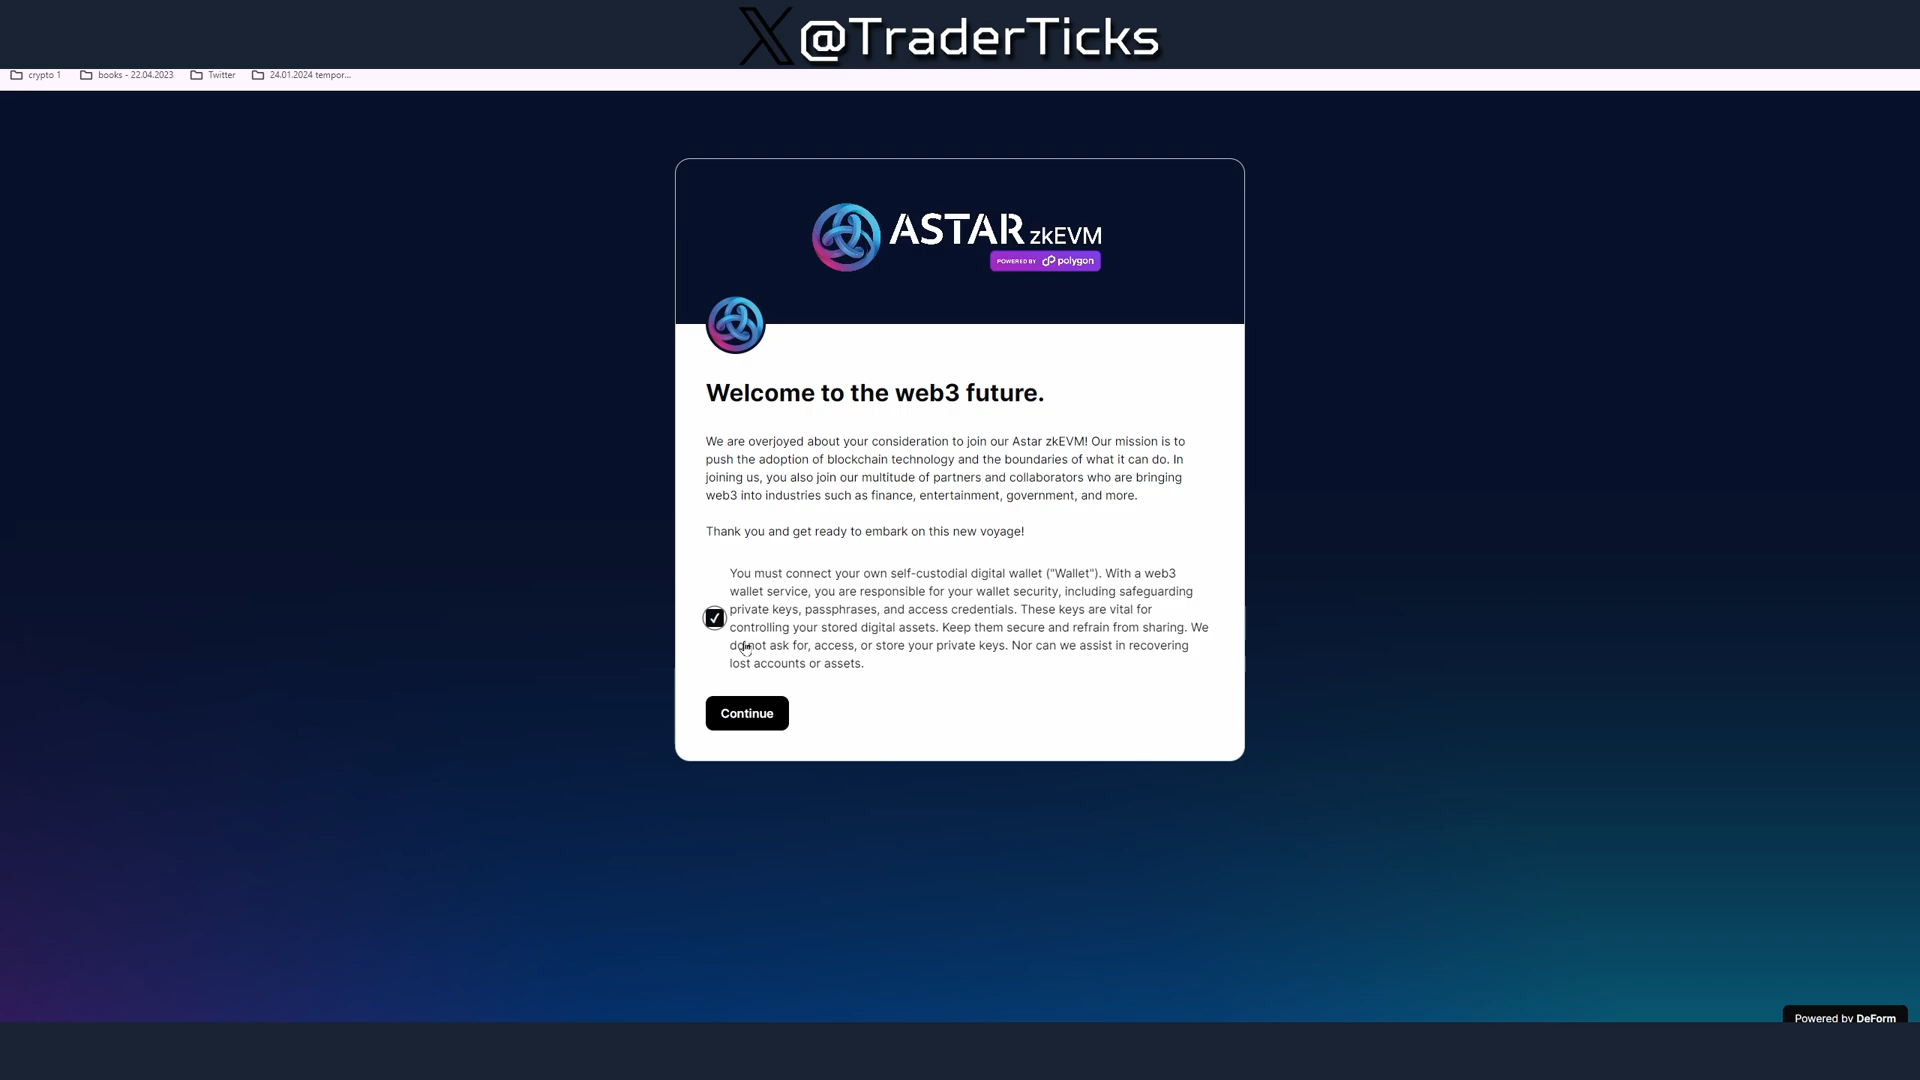 @TraderTicks
crypto 1 books - 22.04.2023 Twitter 24.01.2024 tempor...
ASTAR zkEVM
POWERED BY polygon
Welcome to the web3 future.
We are overjoyed about your consideration to join our Astar zkEVM! Our mission is to
push the adoption of blockchain technology and the boundaries of what it can do. In
joining us, you also join our multitude of partners and collaborators who are bringing
web3 into industries such as finance, entertainment, government, and more.
Thank you and get ready to embark on this new voyage!
You must connect your own self-custodial digital wallet ("Wallet"). With a web3
wallet service, you are responsible for your wallet security, including safeguarding
private keys, passphrases, and access credentials. These keys are vital for
controlling your stored digital assets. Keep them secure and refrain from sharing. We
do not ask for, access, or store your private keys. Nor can we assist in recovering
lost accounts or assets.
Continue
Powered by DeForm